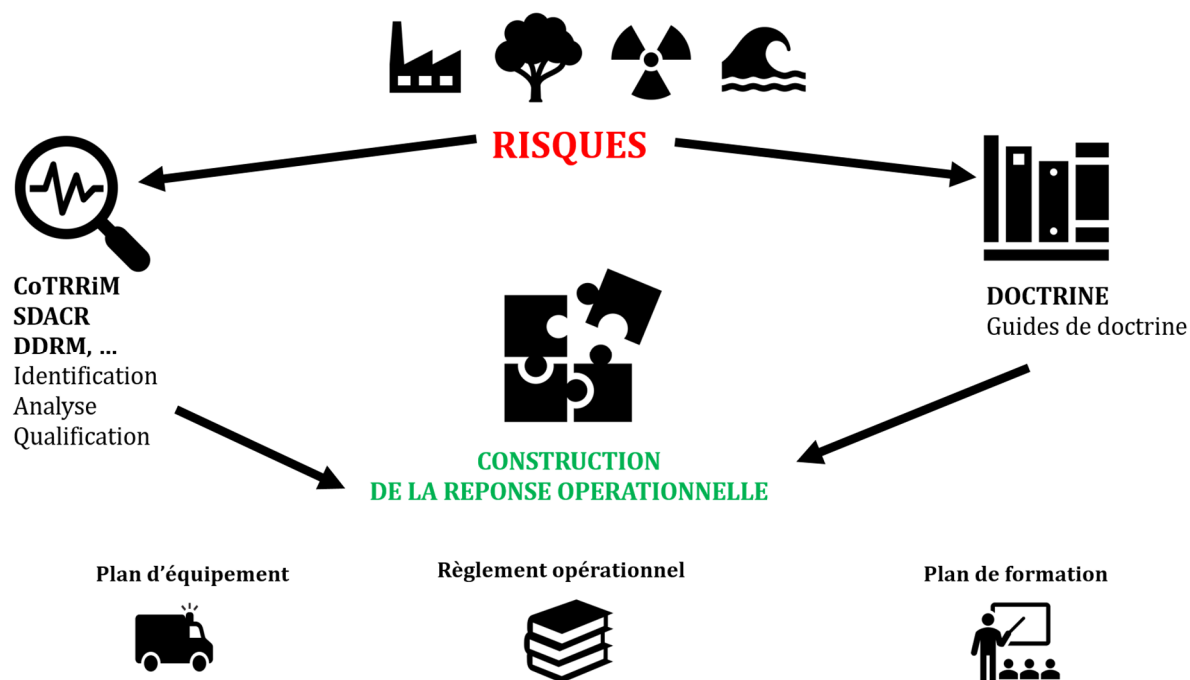 RISQUES
CoTRRiM
SDACR
DDRM, ...
Identification
Analyse
Qualification
DOCTRINE
Guides de doctrine
CONSTRUCTION
DE LA REPONSE OPERATIONNELLE
Plan d’équipement
Règlement opérationnel
Plan de formation